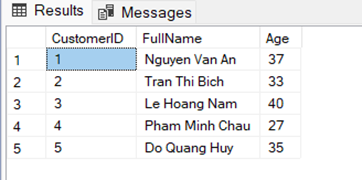 Results Messages
CustomerID FullName Age
1 1 Nguyen Van An 37
2 2 Tran Thi Bich 33
3 3 Le Hoang Nam 40
4 4 Pham Minh Chau 27
5 5 Do Quang Huy 35